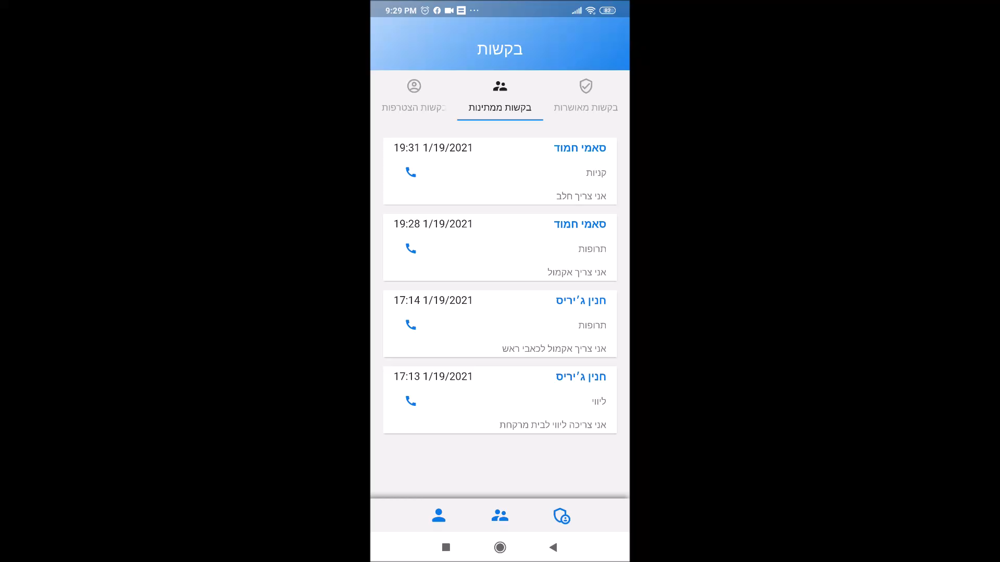 9:29 PM
82
בקשות
בקשות מאושרות
בקשות ממתינות
בקשות הצטרפות
סאמי חמוד
19:31 1/19/2021
קניות
אני צריך חלב
סאמי חמוד
19:28 1/19/2021
תרופות
אני צריך אקמול
חנין ג׳יריס
17:14 1/19/2021
תרופות
אני צריך אקמול לכאבי ראש
חנין ג׳יריס
17:13 1/19/2021
ליווי
אני צריכה ליווי לבית מרקחת